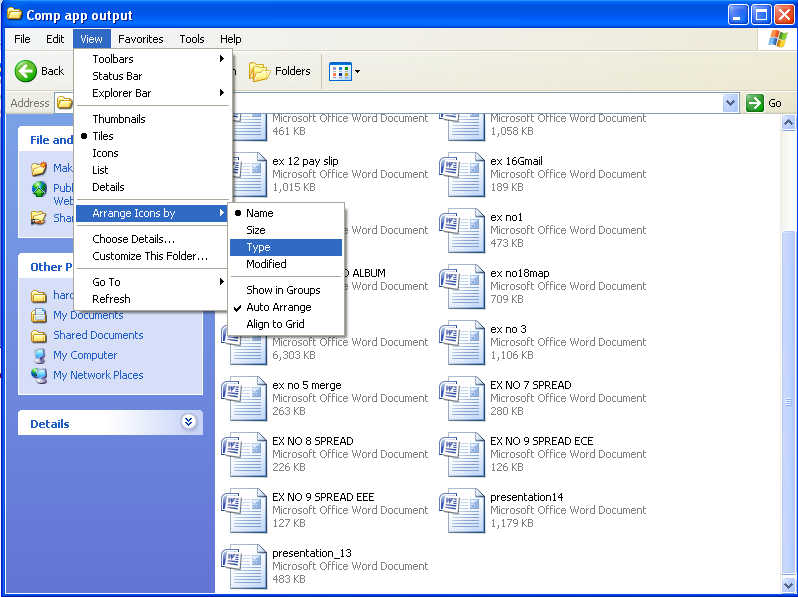 Comp app output
File Edit View Favorites Tools Help
Back
Folders
Address
Go
Toolbars
Status Bar
Explorer Bar
Thumbnails
Tiles
Icons
List
Details
Arrange Icons by
Choose Details...
Customize This Folder...
Go To
Refresh
Name
Size
Type
Modified
Show in Groups
Auto Arrange
Align to Grid
File and
Mak
Publ
Web
Sha
Other P
hard
My Documents
Shared Documents
My Computer
My Network Places
Details
Microsoft Office Word Document
461 KB
Microsoft Office Word Document
1,058 KB
ex 12 pay slip
Microsoft Office Word Document
1,015 KB
ex 16Gmail
Microsoft Office Word Document
189 KB
Document
ex no1
Microsoft Office Word Document
473 KB
ALBUM
Document
ex no18map
Microsoft Office Word Document
709 KB
Document
6,303 KB
ex no 3
Microsoft Office Word Document
1,106 KB
ex no 5 merge
Microsoft Office Word Document
263 KB
EX NO 7 SPREAD
Microsoft Office Word Document
280 KB
EX NO 8 SPREAD
Microsoft Office Word Document
226 KB
EX NO 9 SPREAD ECE
Microsoft Office Word Document
126 KB
EX NO 9 SPREAD EEE
Microsoft Office Word Document
127 KB
presentation14
Microsoft Office Word Document
1,179 KB
presentation_13
Microsoft Office Word Document
483 KB